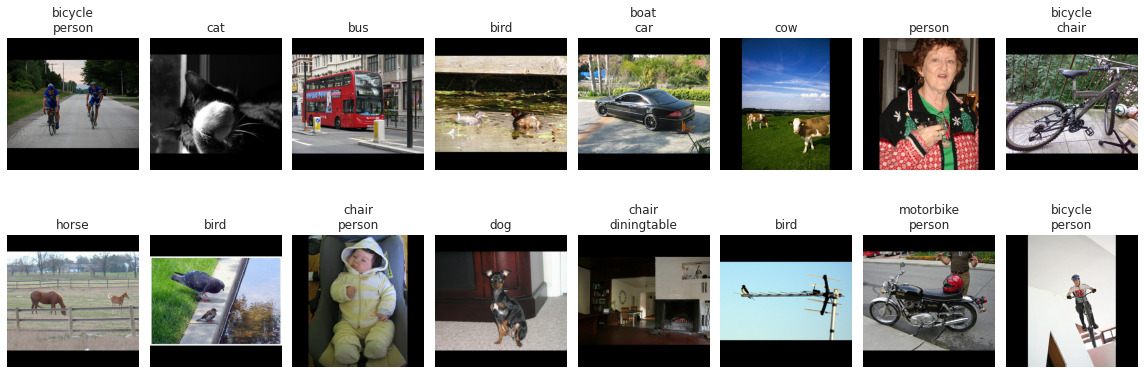 bicycle
person
cat
bus
bird
boat
car
cow
person
bicycle
chair
horse
bird
chair
person
dog
chair
diningtable
bird
motorbike
person
bicycle
person